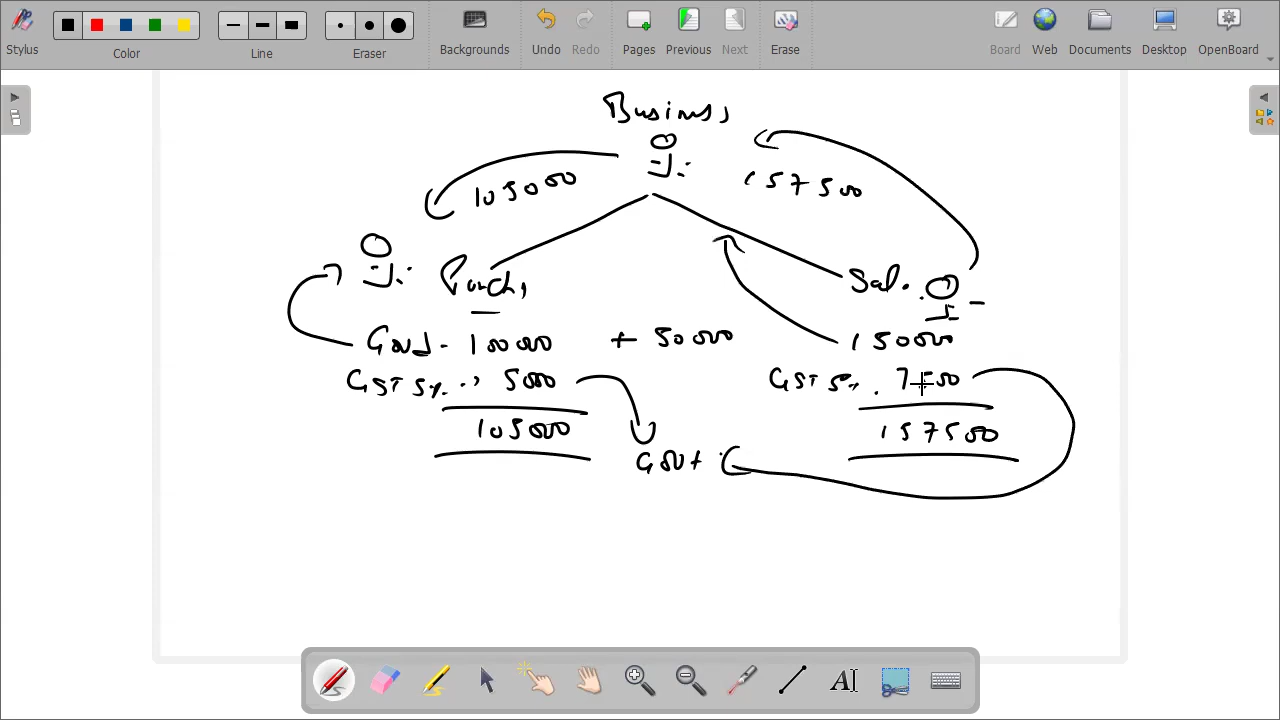 Stylus
Color
Line
Eraser
Backgrounds
Undo
Redo
Pages
Previous
Next
Erase
Board
Web
Documents
Desktop
OpenBoard
Business
105000
157500
Purch,
Sal.
Good. 100000 + 50000
150000
GST 5%. 5000
GST 5%. 7500
105000
157500
Govt